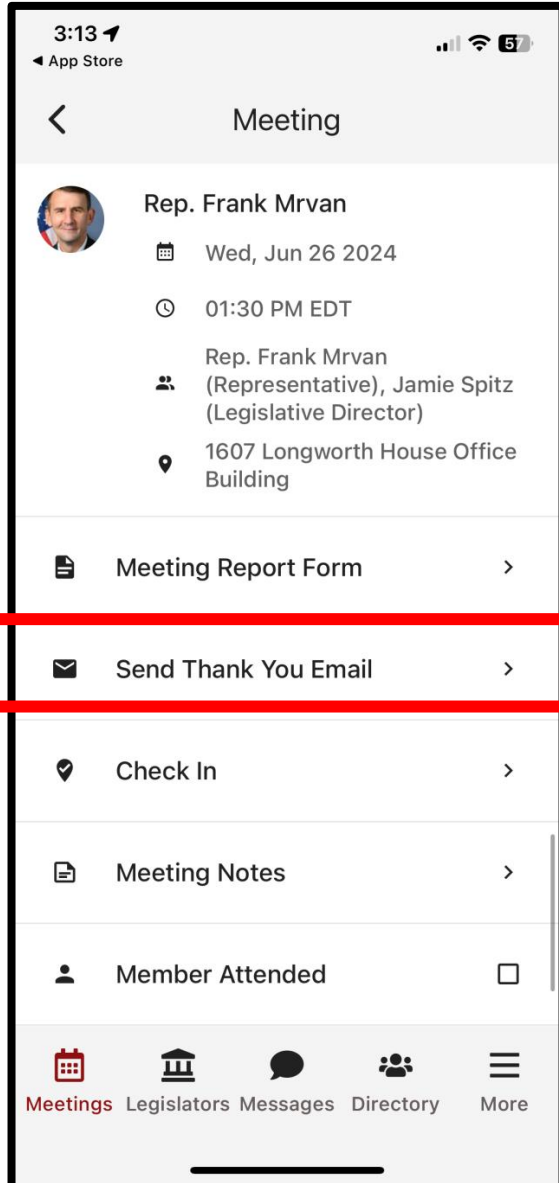 3:13
57
◀ App Store
Meeting
Rep. Frank Mrvan
Wed, Jun 26 2024
01:30 PM EDT
Rep. Frank Mrvan
(Representative), Jamie Spitz
(Legislative Director)
1607 Longworth House Office
Building
Meeting Report Form
Send Thank You Email
Check In
Meeting Notes
Member Attended
Meetings Legislators Messages Directory More